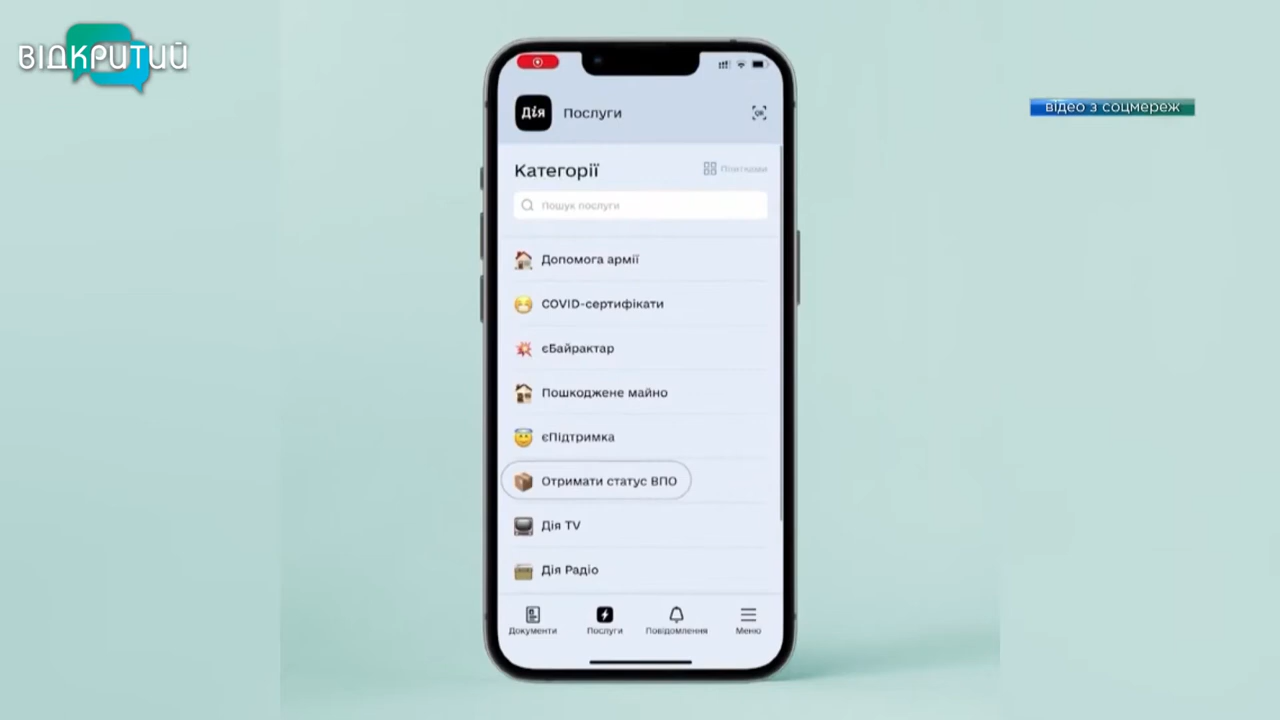 ВІДКРИТИЙ
відео з соцмереж
Дія
Послуги
Категорії
Плитками
Пошук послуги
Допомога армії
COVID-сертифікати
єБайрактар
Пошкоджене майно
єПідтримка
Отримати статус ВПО
Дія TV
Дія Радіо
Документи
Послуги
Повідомлення
Меню